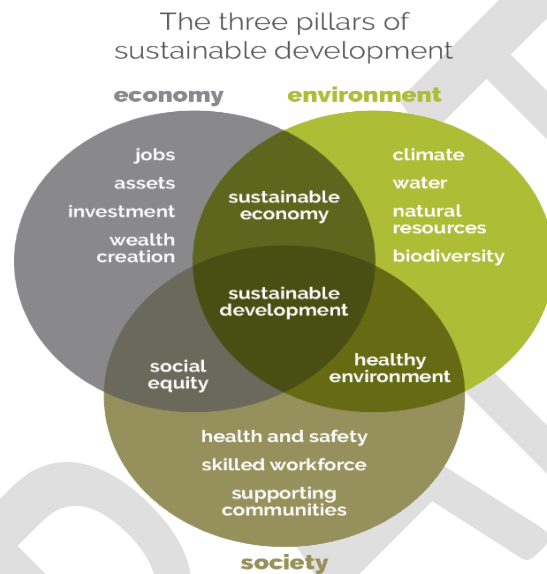 The three pillars of
sustainable development
economy
environment
jobs
assets
investment
wealth
creation
climate
water
natural
resources
biodiversity
sustainable
economy
sustainable
development
social
equity
healthy
environment
health and safety
skilled workforce
supporting
communities
society